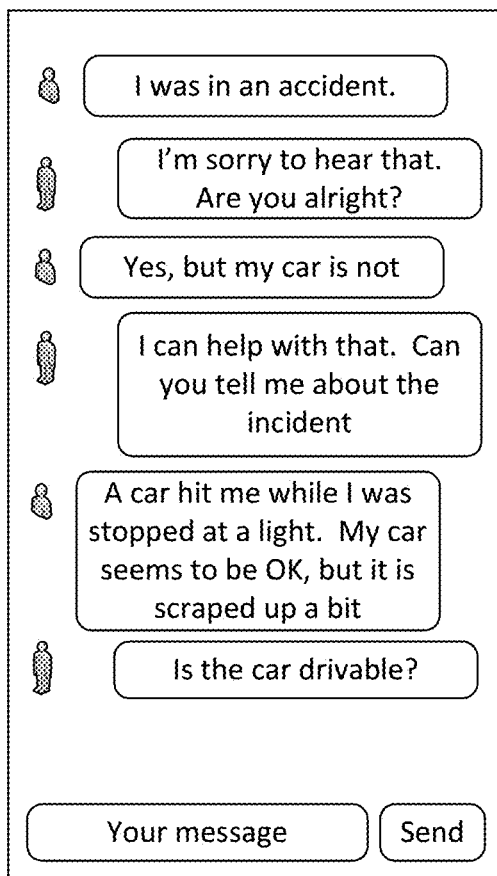 I was in an accident.
I'm sorry to hear that.
Are you alright?
Yes, but my car is not
I can help with that.  Can
you tell me about the
incident
A car hit me while I was
stopped at a light.  My car
seems to be OK, but it is
scraped up a bit
Is the car drivable?
Your message
Send